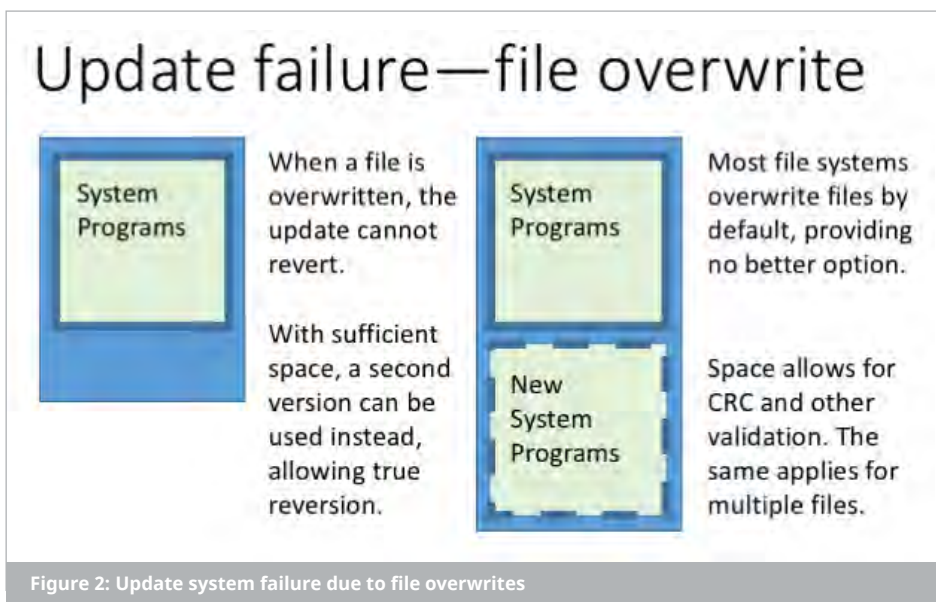 Update failure—file overwrite
System
Programs
When a file is
overwritten, the
update cannot
revert.
With sufficient
space, a second
version can be
used instead,
allowing true
reversion.
System
Programs
New
System
Programs
Most file systems
overwrite files by
default, providing
no better option.
Space allows for
CRC and other
validation. The
same applies for
multiple files.
Figure 2: Update system failure due to file overwrites